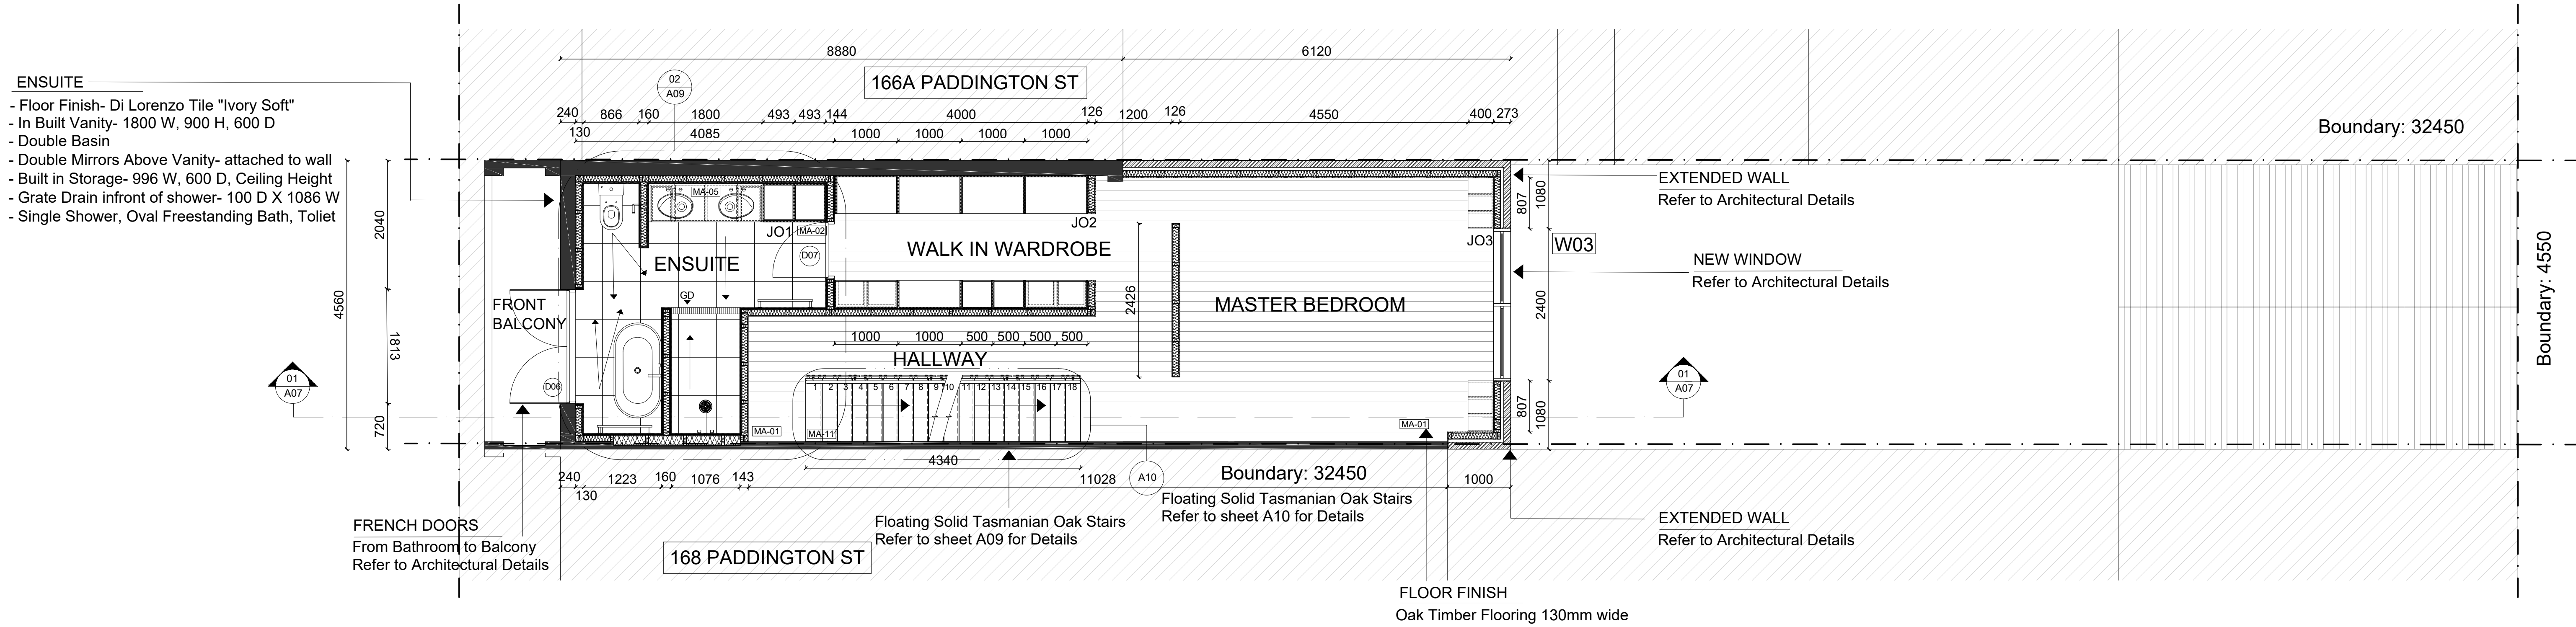 8880
6120
166A PADDINGTON ST
02
A09
ENSUITE
- Floor Finish- Di Lorenzo Tile "Ivory Soft"
- In Built Vanity- 1800 W, 900 H, 600 D
- Double Basin
- Double Mirrors Above Vanity- attached to wall
- Built in Storage- 996 W, 600 D, Ceiling Height
- Grate Drain infront of shower- 100 D X 1086 W
- Single Shower, Oval Freestanding Bath, Toliet
240 866 160 1800 493 493 144 4000 126 1200 126 4550 400 273
130 4085 1000 1000 1000 1000
Boundary: 32450
EXTENDED WALL
Refer to Architectural Details
MA-05
JO1
MA-02
D07
JO2
WALK IN WARDROBE
ENSUITE
JO3
W03
807
1080
2040
4560
1813
720
NEW WINDOW
Refer to Architectural Details
GD
FRONT
BALCONY
2426
MASTER BEDROOM
2400
Boundary: 4550
1000 1000 500 500 500 500
HALLWAY
D06
1 2 3 4 5 6 7 8 9 10 11 12 13 14 15 16 17 18
01
A07
01
A07
807
1080
MA-01
MA-11
MA-01
4340
240 1223 160 1076 143 11028 1000
130
A10
Boundary: 32450
Floating Solid Tasmanian Oak Stairs
Refer to sheet A10 for Details
Floating Solid Tasmanian Oak Stairs
Refer to sheet A09 for Details
FRENCH DOORS
From Bathroom to Balcony
Refer to Architectural Details
168 PADDINGTON ST
EXTENDED WALL
Refer to Architectural Details
FLOOR FINISH
Oak Timber Flooring 130mm wide